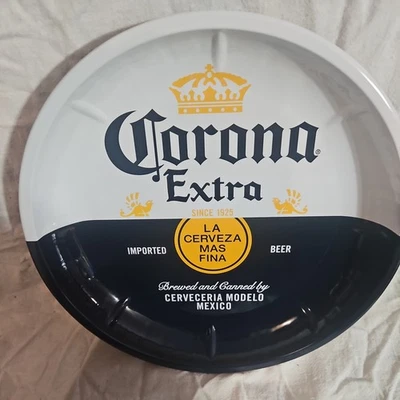 Corona®
Extra
SINCE 1925
LA
CERVEZA
MAS
FINA
IMPORTED BEER
Brewed and Canned by
CERVECERIA MODELO
MEXICO